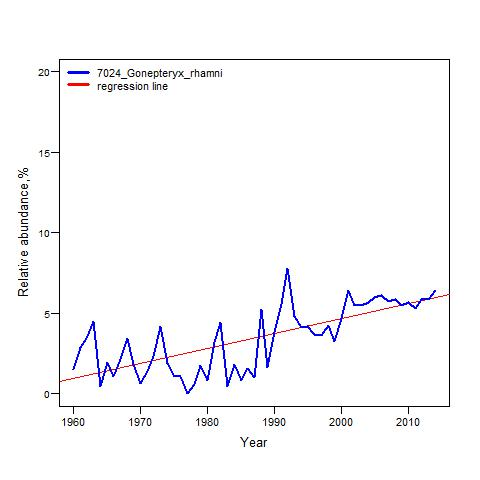 7024_Gonepteryx_rhamni
regression line
20
15
10
5
0
Relative abundance,%
1960 1970 1980 1990 2000 2010
Year